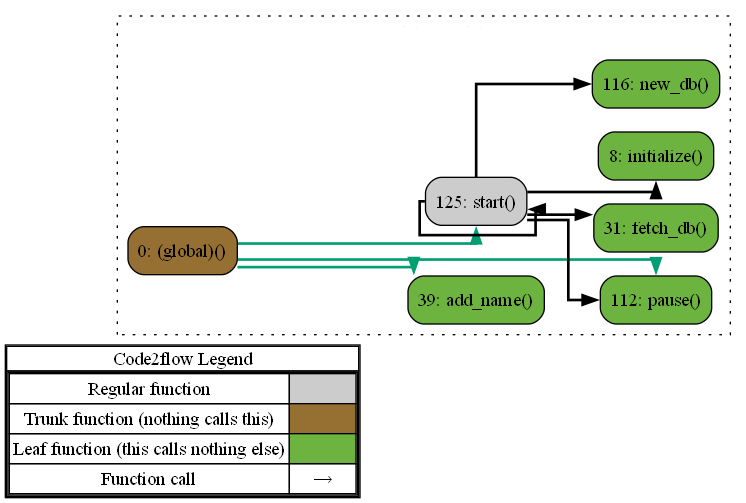 116: new_db()
8: initialize()
125: start()
31: fetch_db()
0: (global)()
39: add_name()
112: pause()
Code2flow Legend
Regular function
Trunk function (nothing calls this)
Leaf function (this calls nothing else)
Function call →